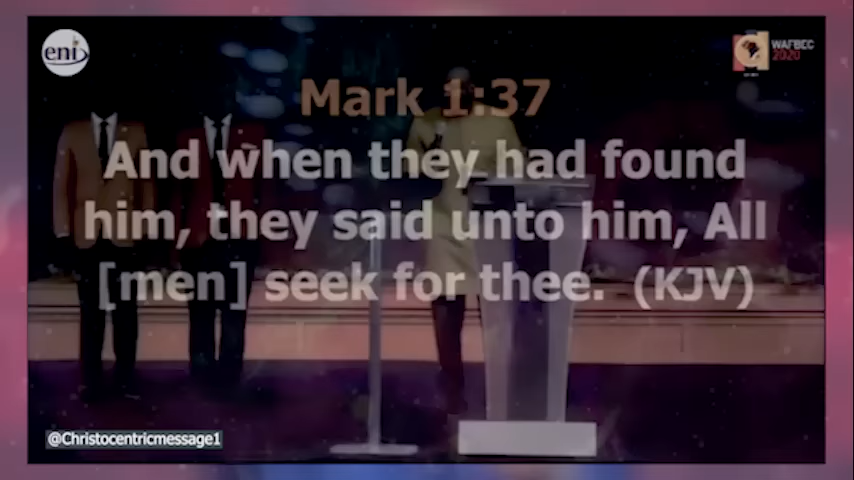 eni
WAFBEC
2020
Mark 1:37
And when they had found
him, they said unto him, All
[men] seek for thee. (KJV)
@Christocentricmessage1